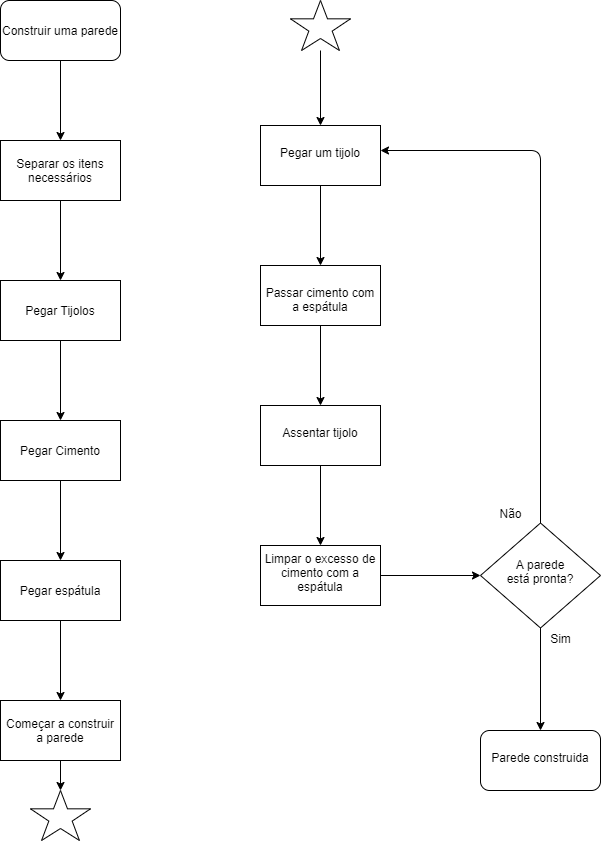 Construir uma parede
Separar os itens
necessários
Pegar Tijolos
Pegar Cimento
Pegar espátula
Começar a construir
a parede
Pegar um tijolo
Passar cimento com
a espátula
Assentar tijolo
Limpar o excesso de
cimento com a
espátula
Não
A parede
está pronta?
Sim
Parede construida